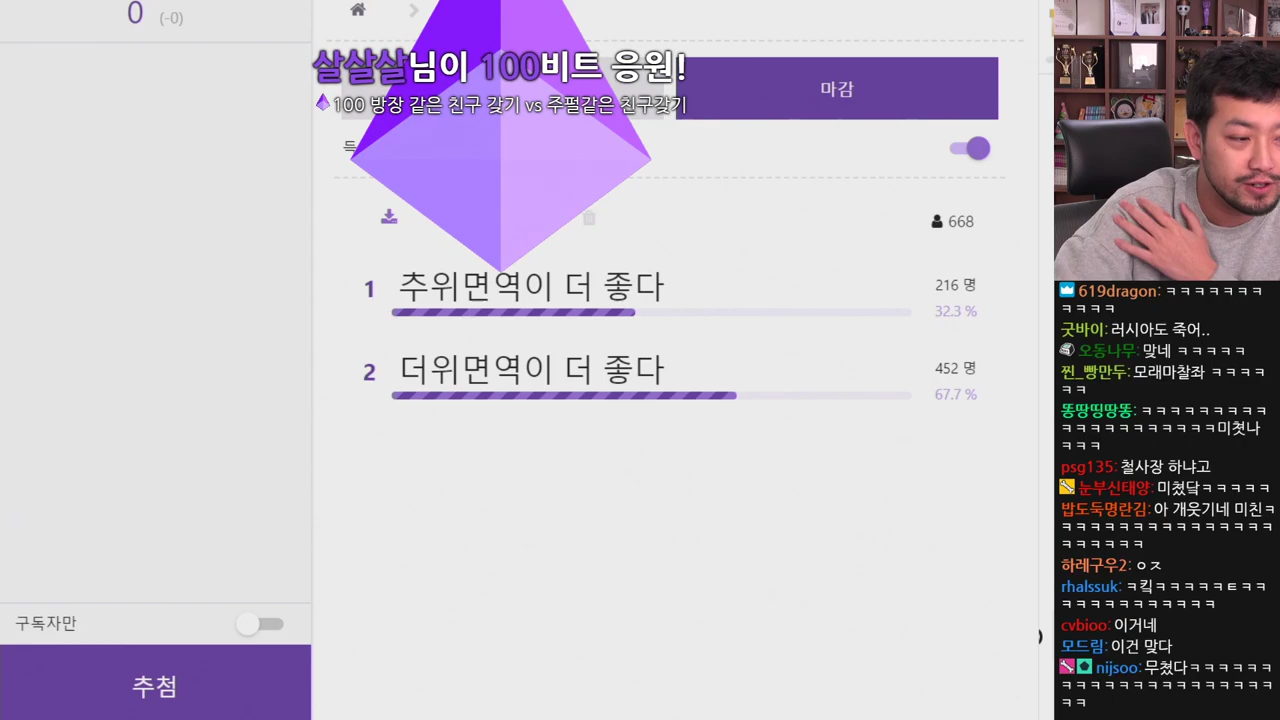 0 (-0)
살살살님이 100비트 응원!
100 방장 같은 친구 갖기 vs 주펄같은 친구갖기
마감
668
1 추위면역이 더 좋다
216 명
32.3 %
2 더위면역이 더 좋다
452 명
67.7 %
구독자만
추첨
619dragon: ㅋㅋㅋㅋㅋㅋㅋ
ㅋㅋㅋㅋ
굿바이: 러시아도 죽어..
오동나무: 맞네 ㅋㅋㅋㅋㅋ
찐_빵만두: 모래마찰좌 ㅋㅋㅋㅋ
ㅋㅋ
똥땅띵땅똥: ㅋㅋㅋㅋㅋㅋㅋㅋㅋ
ㅋㅋㅋㅋㅋㅋㅋㅋㅋㅋㅋ미쳣나
ㅋㅋㅋ
psg135: 철사장 하냐고
눈부신태양: 미쳤닼ㅋㅋㅋㅋㅋ
밥도둑명란김: 아 개웃기네 미친ㅋ
ㅋㅋㅋㅋㅋㅋㅋㅋㅋㅋㅋㅋㅋㅋㅋ
ㅋㅋㅋㅋㅋㅋ
하레구우2: ㅇㅈ
rhalssuk: ㅋ킼ㅋㅋㅋㅋㅌㅋㅋ
ㅋㅋㅋㅋㅋㅋㅋㅋㅋㅋㅋ
cvbioo: 이거네
모드림: 이건 맞다
nijsoo: 무쳤다ㅋㅋㅋㅋㅋㅋ
ㅋㅋㅋㅋㅋㅋㅋㅋㅋㅋㅋㅋㅋㅋㅋ
ㅋㅋ